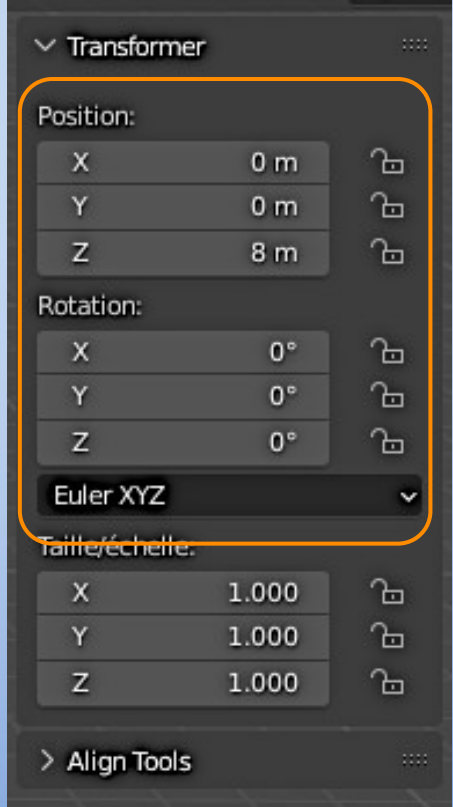 Transformer
Position:
X 0 m
Y 0 m
Z 8 m
Rotation:
X 0°
Y 0°
Z 0°
Euler XYZ
Taille/échelle:
X 1.000
Y 1.000
Z 1.000
Align Tools